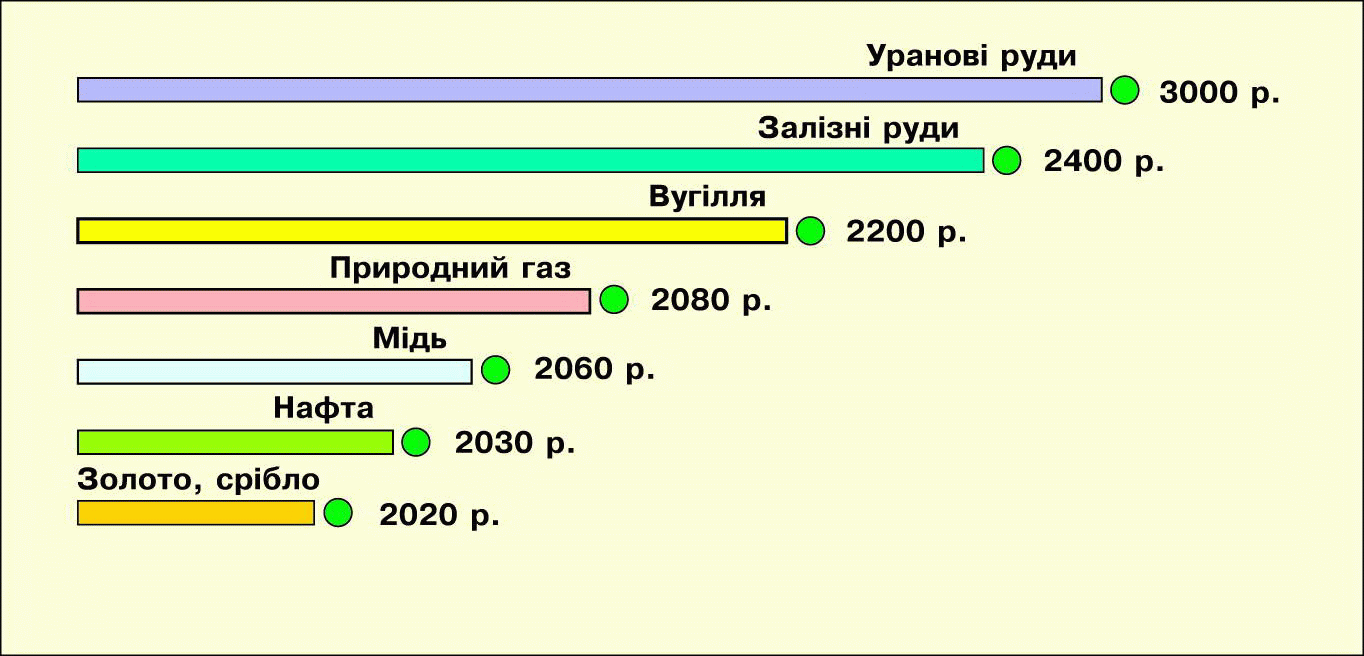 Уранові руди
3000 р.
Залізні руди
2400 р.
Вугілля
2200 р.
Природний газ
2080 р.
Мідь
2060 р.
Нафта
2030 р.
Золото, срібло
2020 р.